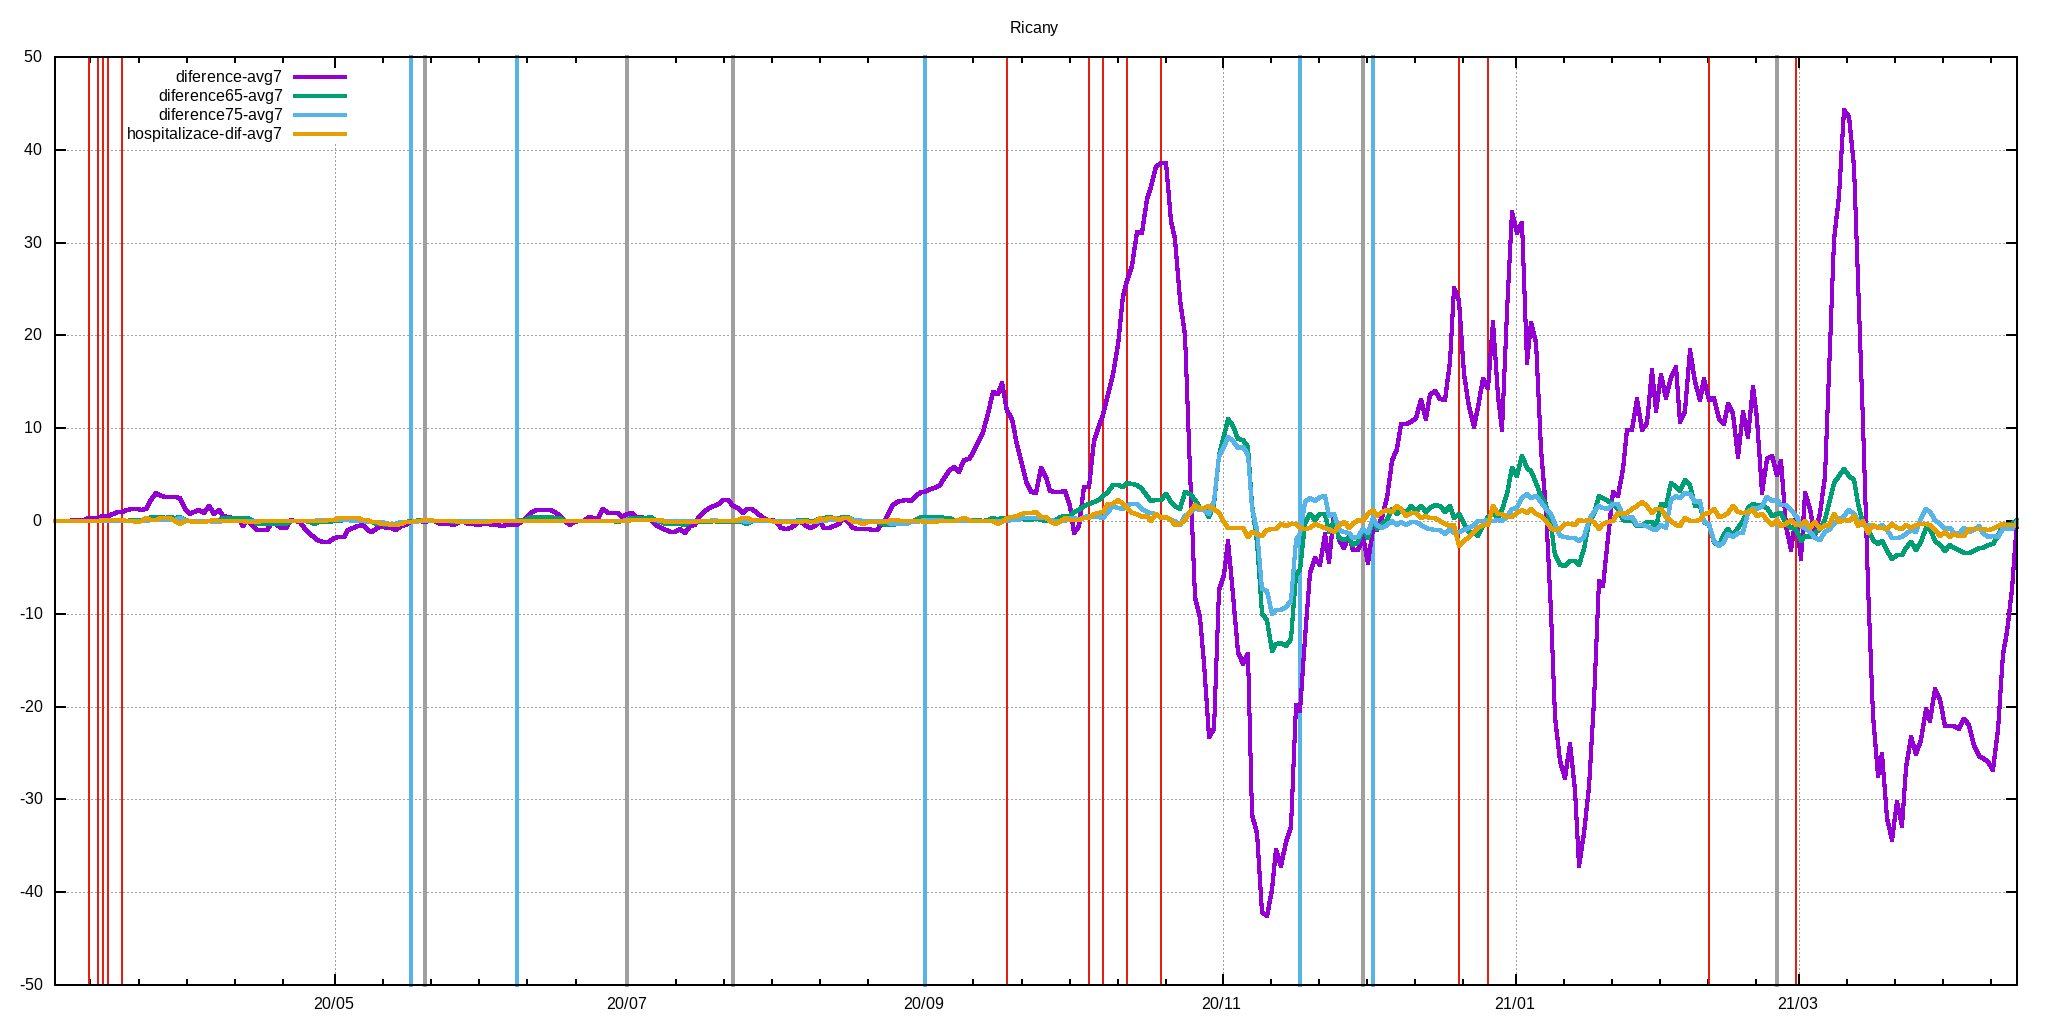 Ricany
50
diference-avg7
diference65-avg7
diference75-avg7
hospitalizace-dif-avg7
40
30
20
10
0
-10
-20
-30
-40
-50
20/05 20/07 20/09 20/11 21/01 21/03